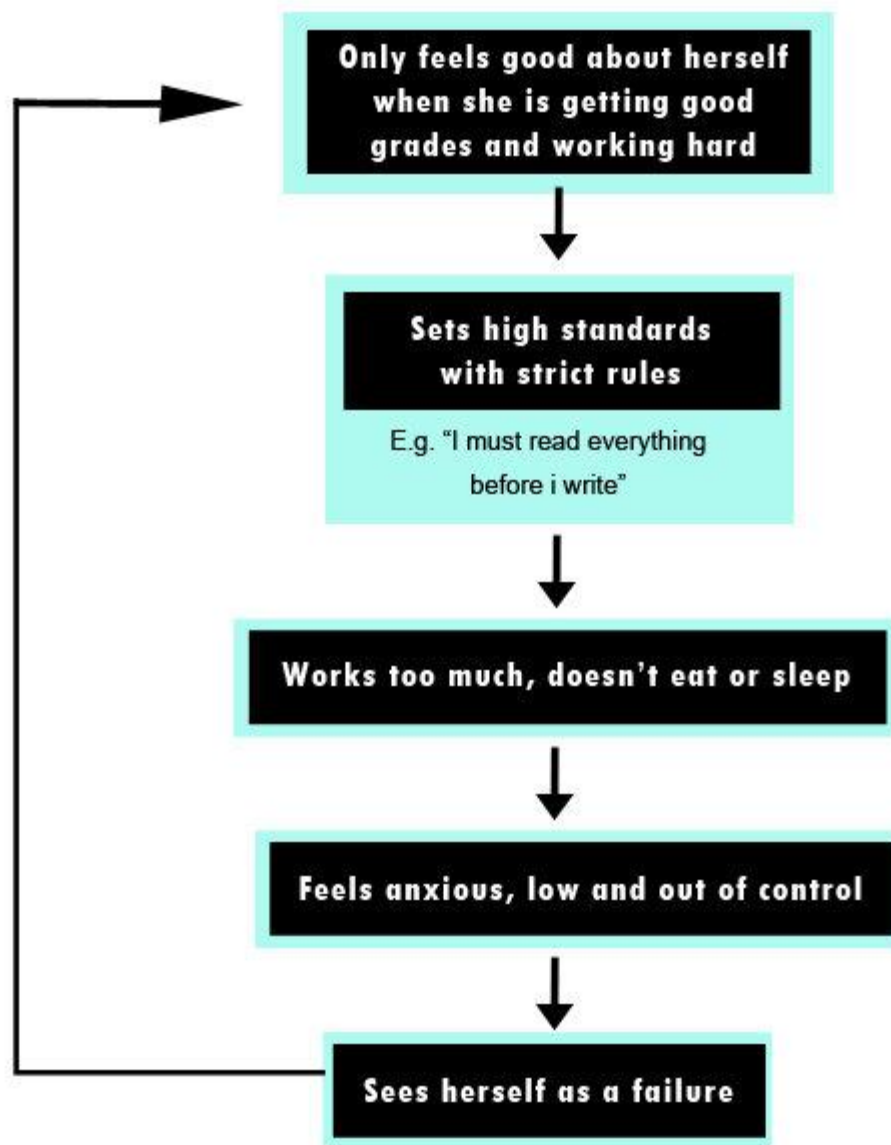 Only feels good about herself
when she is getting good
grades and working hard
Sets high standards
with strict rules
E.g. “I must read everything
before i write”
Works too much, doesn’t eat or sleep
Feels anxious, low and out of control
Sees herself as a failure